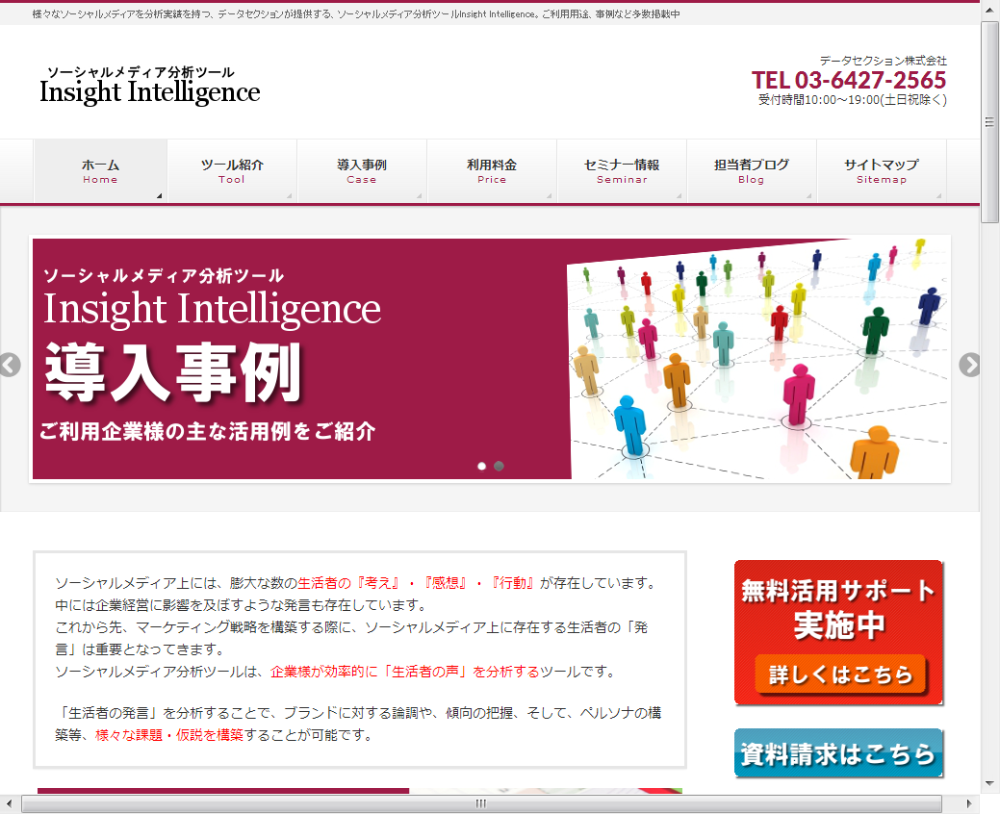 様々なソーシャルメディアを分析実績を持つ、データセクションが提供する、ソーシャルメディア分析ツールInsight Intelligence。ご利用用途、事例など多数掲載中
ソーシャルメディア分析ツール
Insight Intelligence
データセクション株式会社
TEL 03-6427-2565
受付時間10:00～19:00(土日祝除く)
ホーム ツール紹介 導入事例 利用料金 セミナー情報 担当者ブログ サイトマップ
Home Tool Case Price Seminar Blog Sitemap
ソーシャルメディア分析ツール
Insight Intelligence
導入事例
ご利用企業様の主な活用例をご紹介
ソーシャルメディア上には、膨大な数の生活者の『考え』・『感想』・『行動』が存在しています。
中には企業経営に影響を及ぼすような発言も存在しています。
これから先、マーケティング戦略を構築する際に、ソーシャルメディア上に存在する生活者の「発
言」は重要となってきます。
ソーシャルメディア分析ツールは、企業様が効率的に「生活者の声」を分析するツールです。
「生活者の発言」を分析することで、ブランドに対する論調や、傾向の把握、そして、ペルソナの構
築等、様々な課題・仮説を構築することが可能です。
無料活用サポート
実施中
詳しくはこちら
資料請求はこちら